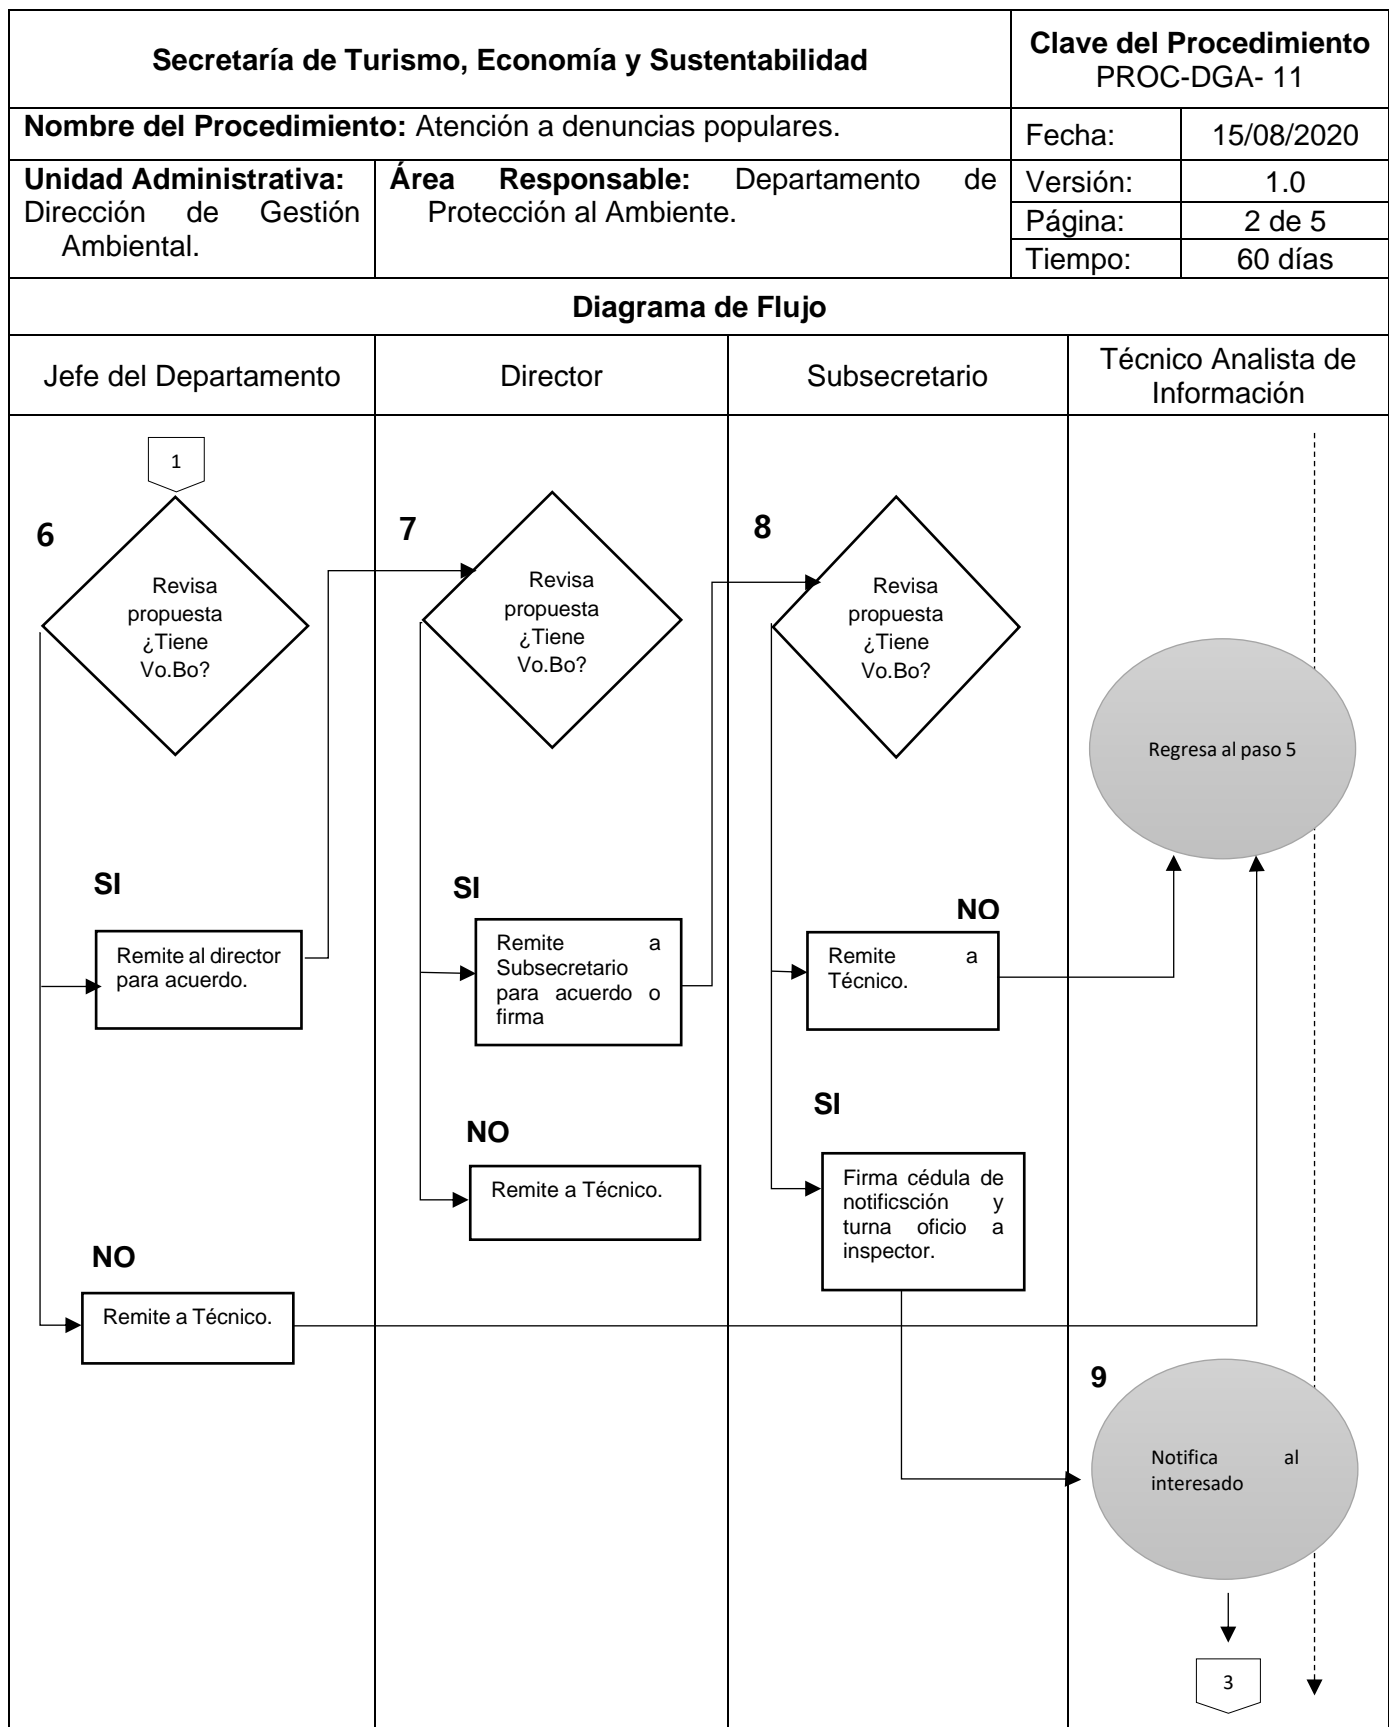 Secretaría de Turismo, Economía y Sustentabilidad
Clave del Procedimiento
PROC-DGA- 11
Nombre del Procedimiento: Atención a denuncias populares.
Fecha:
15/08/2020
Unidad Administrativa:
Dirección de Gestión
Ambiental.
Área Responsable: Departamento de
Protección al Ambiente.
Versión:
1.0
Página:
2 de 5
Tiempo:
60 días
Diagrama de Flujo
Jefe del Departamento
Director
Subsecretario
Técnico Analista de
Información
1
6
Revisa
propuesta
¿Tiene
Vo.Bo?
7
Revisa
propuesta
¿Tiene
Vo.Bo?
8
Revisa
propuesta
¿Tiene
Vo.Bo?
Regresa al paso 5
SI
Remite al director
para acuerdo.
SI
Remite a
Subsecretario
para acuerdo o
firma
NO
Remite a
Técnico.
NO
Remite a Técnico.
SI
Firma cédula de
notificsción y
turna oficio a
inspector.
NO
Remite a Técnico.
9
Notifica al
interesado
3